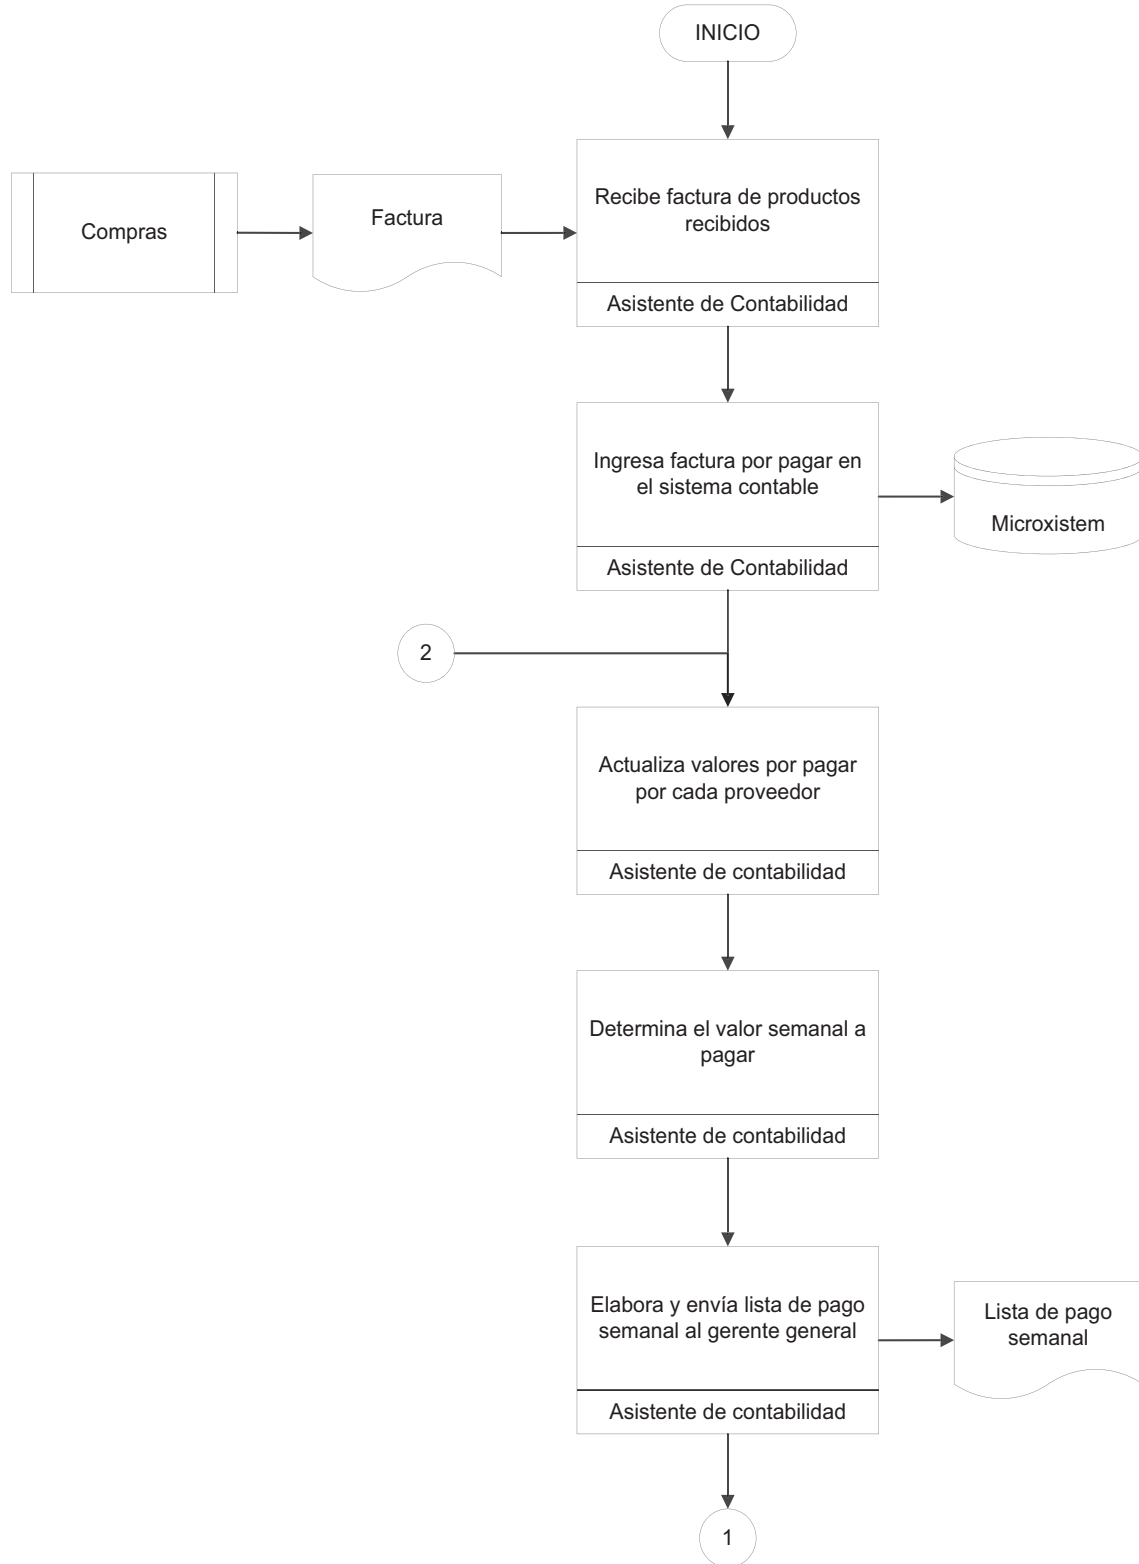 INICIO
Recibe factura de productos
recibidos
Asistente de Contabilidad
Compras
Factura
Ingresa factura por pagar en
el sistema contable
Asistente de Contabilidad
Microxistem
2
Actualiza valores por pagar
por cada proveedor
Asistente de contabilidad
Determina el valor semanal a
pagar
Asistente de contabilidad
Elabora y envía lista de pago
semanal al gerente general
Asistente de contabilidad
Lista de pago
semanal
1